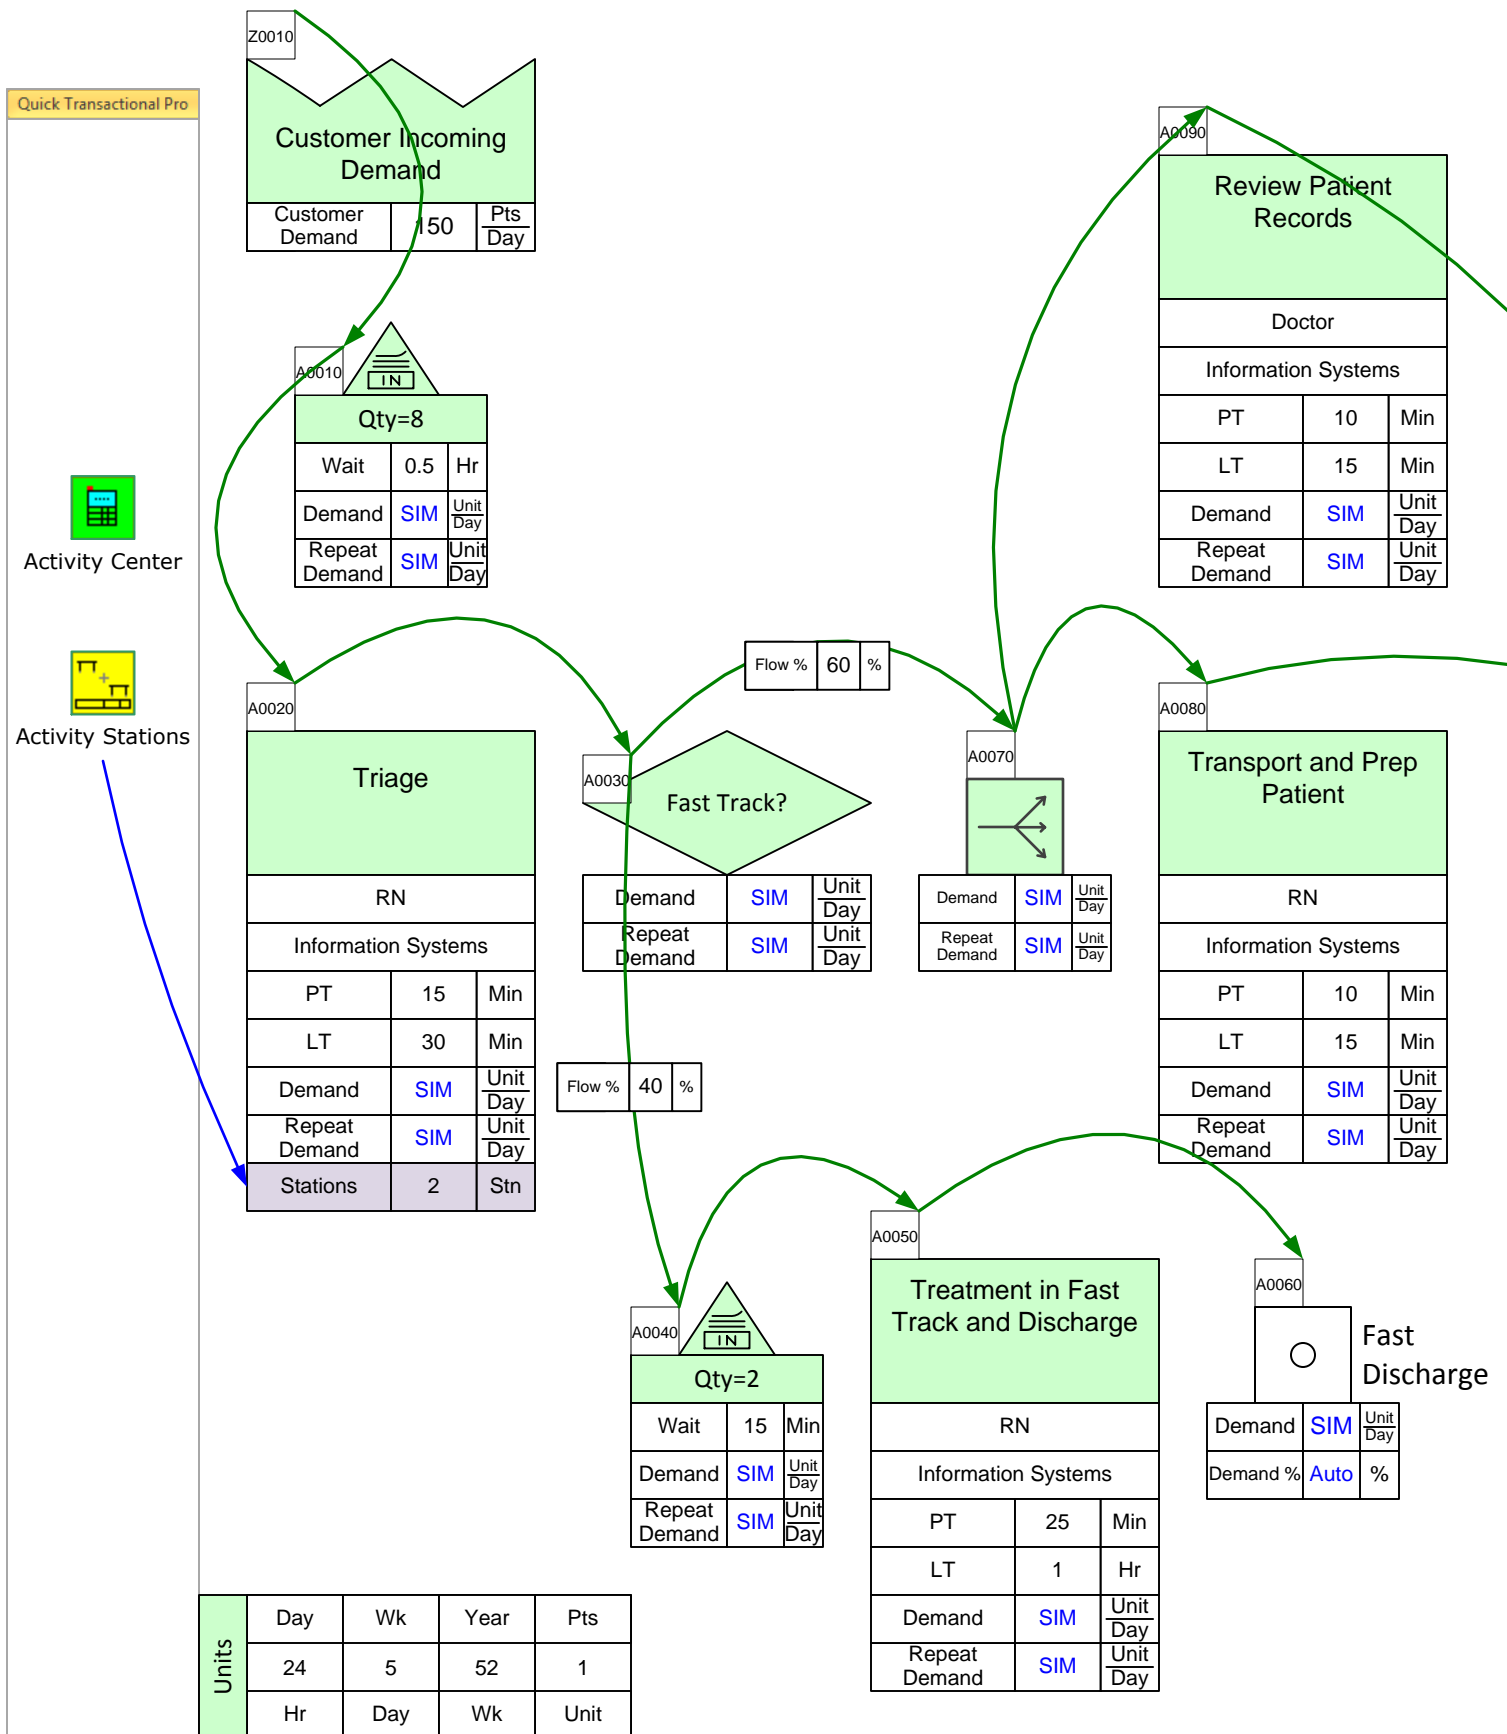 Z0010
Quick Transactional Pro
Customer Incoming
Demand
Customer
Demand
150
Pts
Day
A0090
Review Patient
Records
Doctor
Information Systems
PT 10 Min
LT 15 Min
Demand SIM Unit
Day
Repeat
Demand
SIM
Unit
Day
A0010
IN
Qty=8
Wait 0.5 Hr
Demand SIM Unit
Day
Repeat
Demand
SIM
Unit
Day
Activity Center
Activity Stations
A0020
Triage
RN
Information Systems
PT 15 Min
LT 30 Min
Demand SIM Unit
Day
Repeat
Demand
SIM
Unit
Day
Stations 2 Stn
Flow % 60 %
A0030
Fast Track?
Demand SIM Unit
Day
Repeat
Demand
SIM
Unit
Day
Flow % 40 %
A0070
Demand SIM Unit
Day
Repeat
Demand
SIM
Unit
Day
A0080
Transport and Prep
Patient
RN
Information Systems
PT 10 Min
LT 15 Min
Demand SIM Unit
Day
Repeat
Demand
SIM
Unit
Day
A0040
IN
Qty=2
Wait 15 Min
Demand SIM Unit
Day
Repeat
Demand
SIM
Unit
Day
A0050
Treatment in Fast
Track and Discharge
RN
Information Systems
PT 25 Min
LT 1 Hr
Demand SIM Unit
Day
Repeat
Demand
SIM
Unit
Day
A0060
Fast
Discharge
Demand SIM Unit
Day
Demand % Auto %
Units
Day Wk Year Pts
24 5 52 1
Hr Day Wk Unit